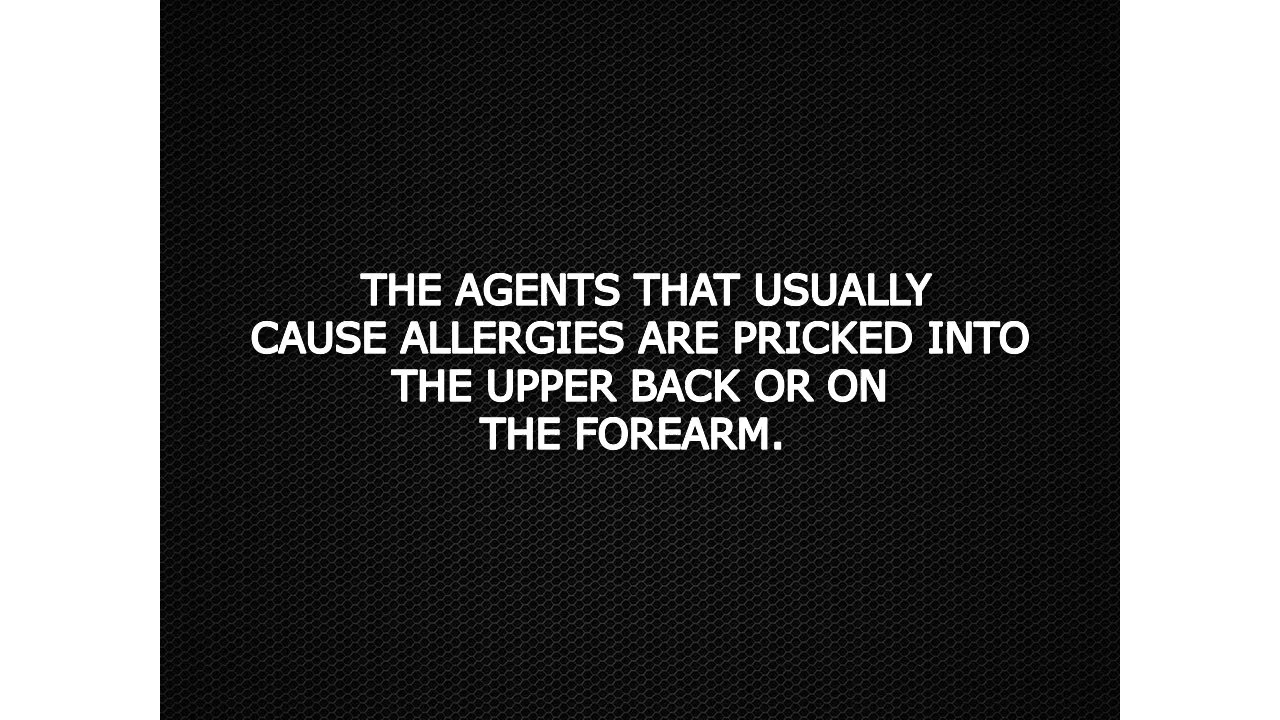 THE AGENTS THAT USUALLY
CAUSE ALLERGIES ARE PRICKED INTO
THE UPPER BACK OR ON
THE FOREARM.